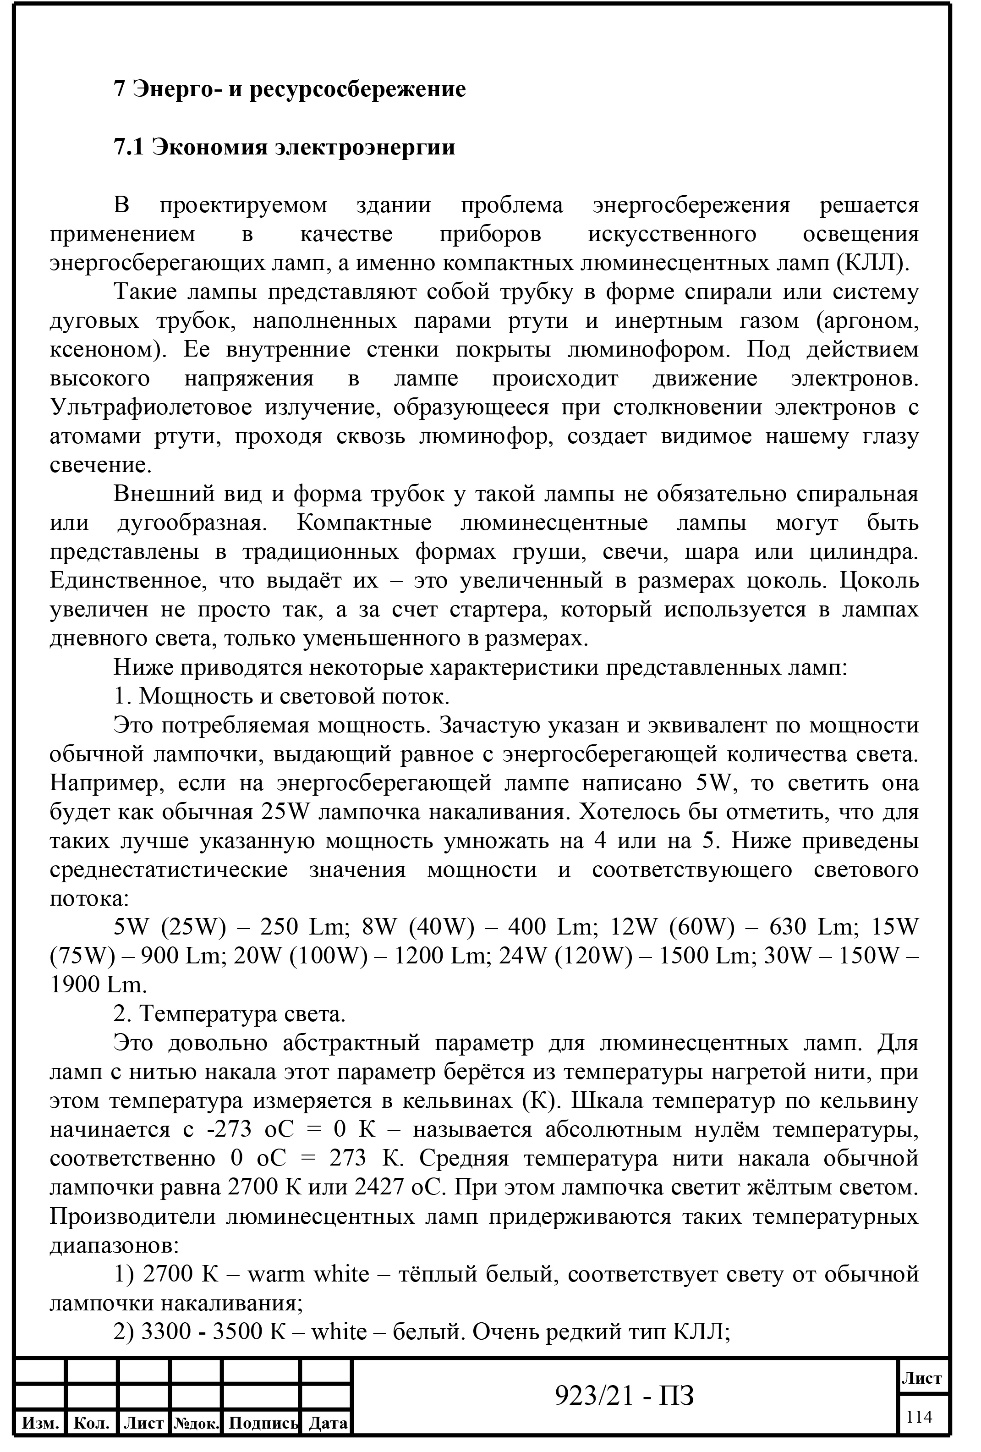 7 Энерго- и ресурсосбережение
7.1 Экономия электроэнергии
В проектируемом здании проблема энергосбережения решается
применением в качестве приборов искусственного освещения
энергосберегающих ламп, а именно компактных люминесцентных ламп (КЛЛ).
Такие лампы представляют собой трубку в форме спирали или систему
дуговых трубок, наполненных парами ртути и инертным газом (аргоном,
ксеноном). Ее внутренние стенки покрыты люминофором. Под действием
высокого напряжения в лампе происходит движение электронов.
Ультрафиолетовое излучение, образующееся при столкновении электронов с
атомами ртути, проходя сквозь люминофор, создает видимое нашему глазу
свечение.
Внешний вид и форма трубок у такой лампы не обязательно спиральная
или дугообразная. Компактные люминесцентные лампы могут быть
представлены в традиционных формах груши, свечи, шара или цилиндра.
Единственное, что выдаёт их – это увеличенный в размерах цоколь. Цоколь
увеличен не просто так, а за счет стартера, который используется в лампах
дневного света, только уменьшенного в размерах.
Ниже приводятся некоторые характеристики представленных ламп:
1. Мощность и световой поток.
Это потребляемая мощность. Зачастую указан и эквивалент по мощности
обычной лампочки, выдающий равное с энергосберегающей количества света.
Например, если на энергосберегающей лампе написано 5W, то светить она
будет как обычная 25W лампочка накаливания. Хотелось бы отметить, что для
таких лучше указанную мощность умножать на 4 или на 5. Ниже приведены
среднестатистические значения мощности и соответствующего светового
потока:
5W (25W) – 250 Lm; 8W (40W) – 400 Lm; 12W (60W) – 630 Lm; 15W
(75W) – 900 Lm; 20W (100W) – 1200 Lm; 24W (120W) – 1500 Lm; 30W – 150W –
1900 Lm.
2. Температура света.
Это довольно абстрактный параметр для люминесцентных ламп. Для
ламп с нитью накала этот параметр берётся из температуры нагретой нити, при
этом температура измеряется в кельвинах (К). Шкала температур по кельвину
начинается с -273 оС = 0 К – называется абсолютным нулём температуры,
соответственно 0 оС = 273 К. Средняя температура нити накала обычной
лампочки равна 2700 К или 2427 оС. При этом лампочка светит жёлтым светом.
Производители люминесцентных ламп придерживаются таких температурных
диапазонов:
1) 2700 К – warm white – тёплый белый, соответствует свету от обычной
лампочки накаливания;
2) 3300 - 3500 К – white – белый. Очень редкий тип КЛЛ;
923/21 - ПЗ
Лист
114
Изм. Кол. Лист №док. Подпись Дата